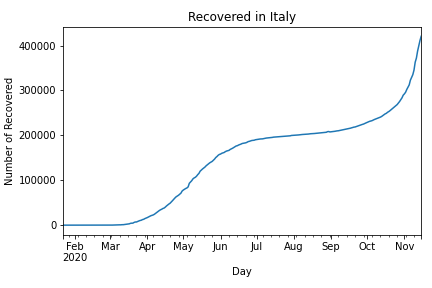 Recovered in Italy
Number of Recovered
400000
300000
200000
100000
0
Feb Mar Apr May Jun Jul Aug Sep Oct Nov
2020
Day